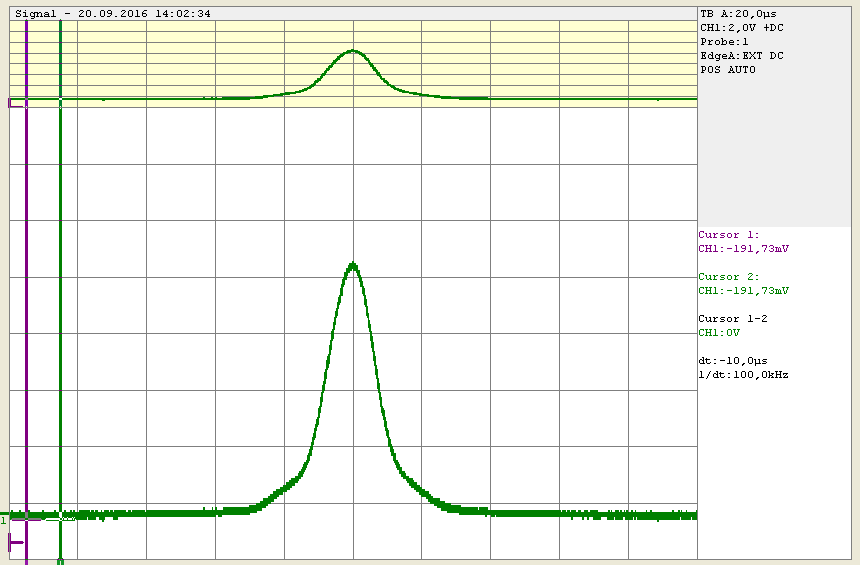 Signal - 20.09.2016 14:02:34
TB A:20,0µs
CH1:2,0V +DC
Probe:1
EdgeA:EXT DC
POS AUTO
Cursor 1:
CH1:-191,73mV
Cursor 2:
CH1:-191,73mV
Cursor 1-2
CH1:0V
dt:-10,0µs
1/dt:100,0kHz
1